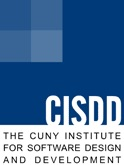 CISDD
THE CUNY INSTITUTE
FOR SOFTWARE DESIGN
AND DEVELOPMENT